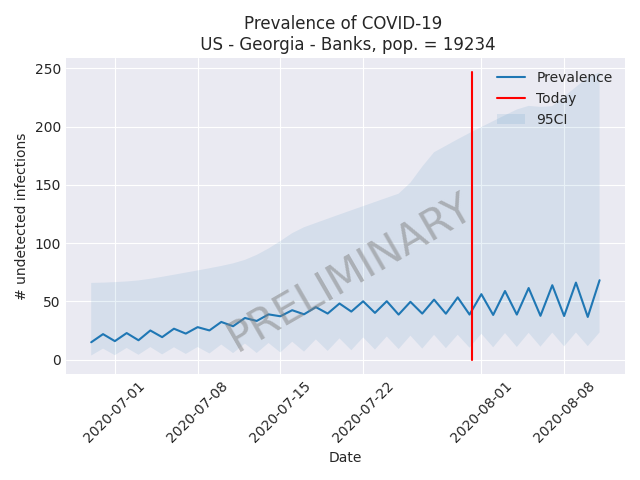 Prevalence of COVID-19
US - Georgia - Banks, pop. = 19234
# undetected infections
250
200
150
100
50
0
Prevalence
Today
95CI
PRELIMINARY
2020-07-01
2020-07-08
2020-07-15
2020-07-22
2020-08-01
2020-08-08
Date